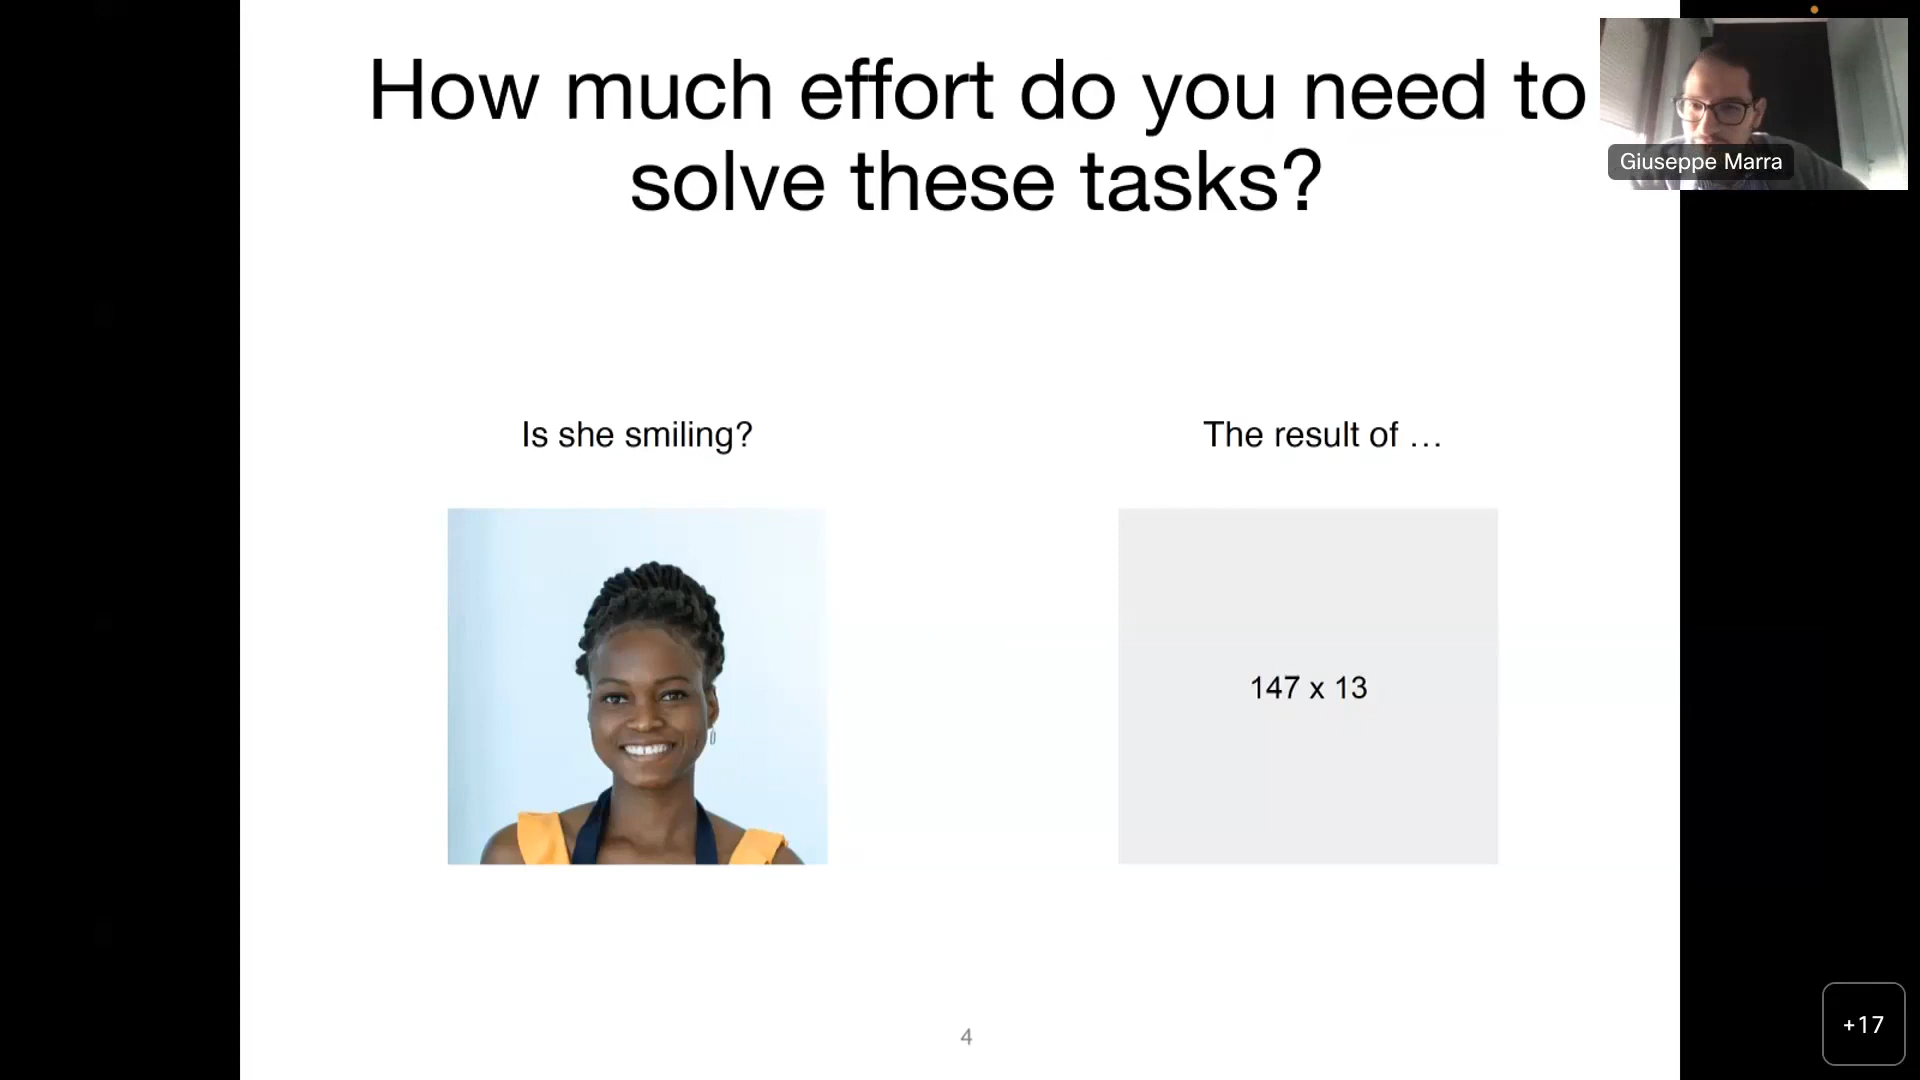 How much effort do you need to
solve these tasks?
Giuseppe Marra
Is she smiling?
The result of …
147 x 13
4
+17